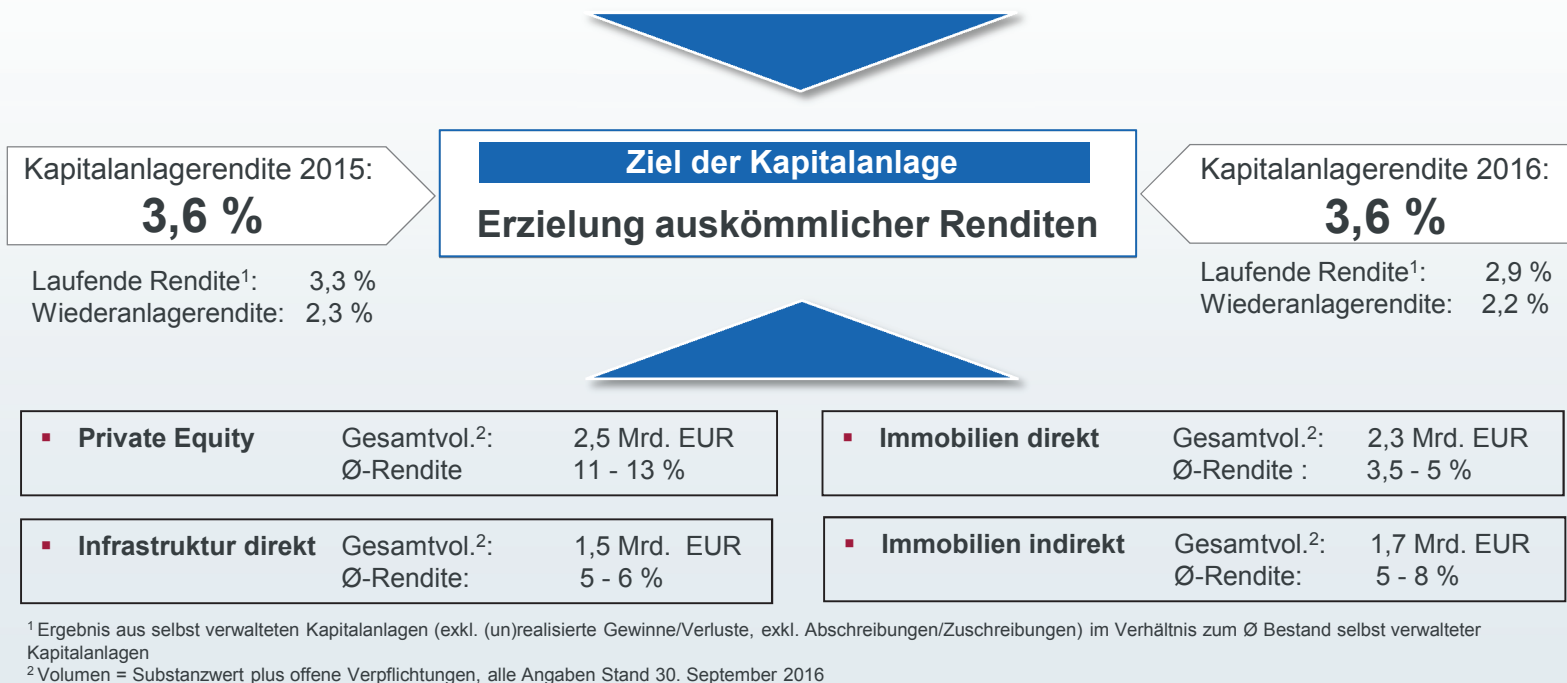 Kapitalanlagerendite 2015:
3,6 %
Laufende Rendite¹: 3,3 %
Wiederanlagerendite: 2,3 %
Ziel der Kapitalanlage
Erzielung auskömmlicher Renditen
Kapitalanlagerendite 2016:
3,6 %
Laufende Rendite¹: 2,9 %
Wiederanlagerendite: 2,2 %
▪ Private Equity Gesamtvol.²: 2,5 Mrd. EUR
Ø-Rendite 11 - 13 %
▪ Immobilien direkt Gesamtvol.²: 2,3 Mrd. EUR
Ø-Rendite : 3,5 - 5 %
▪ Infrastruktur direkt Gesamtvol.²: 1,5 Mrd. EUR
Ø-Rendite: 5 - 6 %
▪ Immobilien indirekt Gesamtvol.²: 1,7 Mrd. EUR
Ø-Rendite: 5 - 8 %
¹ Ergebnis aus selbst verwalteten Kapitalanlagen (exkl. (un)realisierte Gewinne/Verluste, exkl. Abschreibungen/Zuschreibungen) im Verhältnis zum Ø Bestand selbst verwalteter
Kapitalanlagen
² Volumen = Substanzwert plus offene Verpflichtungen, alle Angaben Stand 30. September 2016